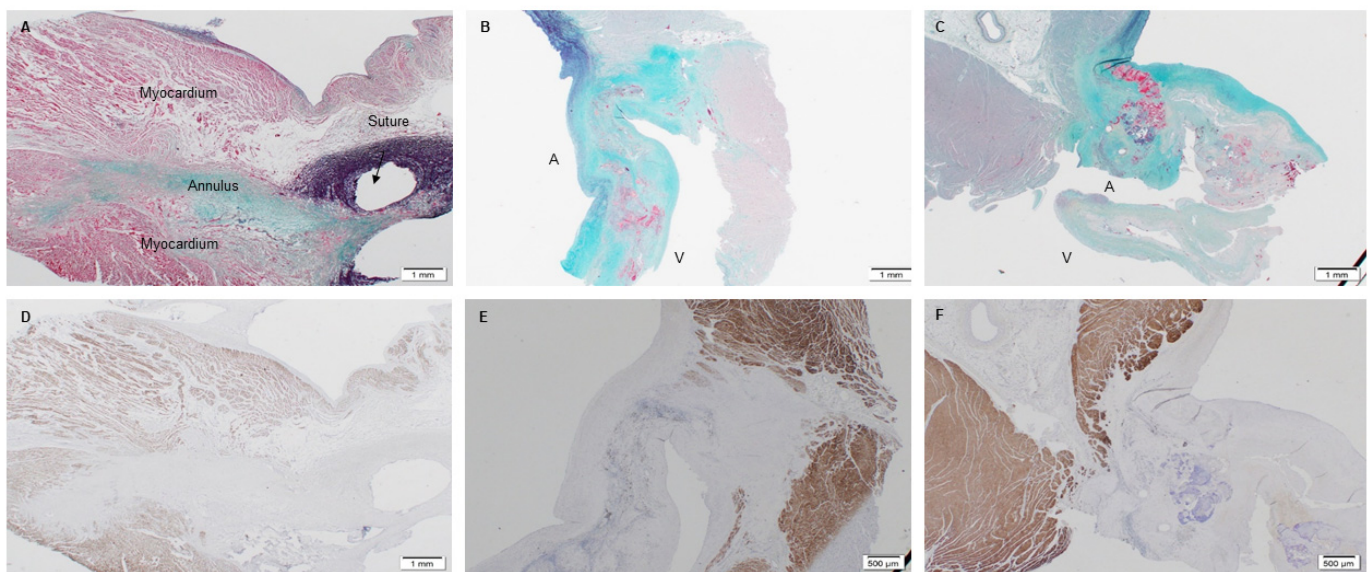 A
Myocardium
Suture
Annulus
Myocardium
1 mm
B
A
V
1 mm
C
A
V
1 mm
D
1 mm
E
500 µm
F
500 µm